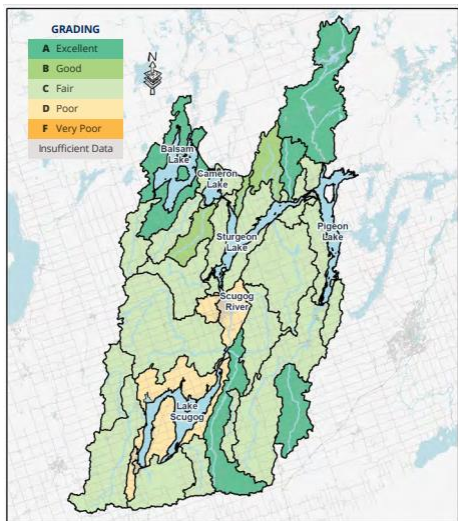 GRADING
A Excellent
B Good
C Fair
D Poor
F Very Poor
Insufficient Data
N
Balsam
Lake
Cameron
Lake
Sturgeon
Lake
Pigeon
Lake
Scugog
River
Lake
Scugog